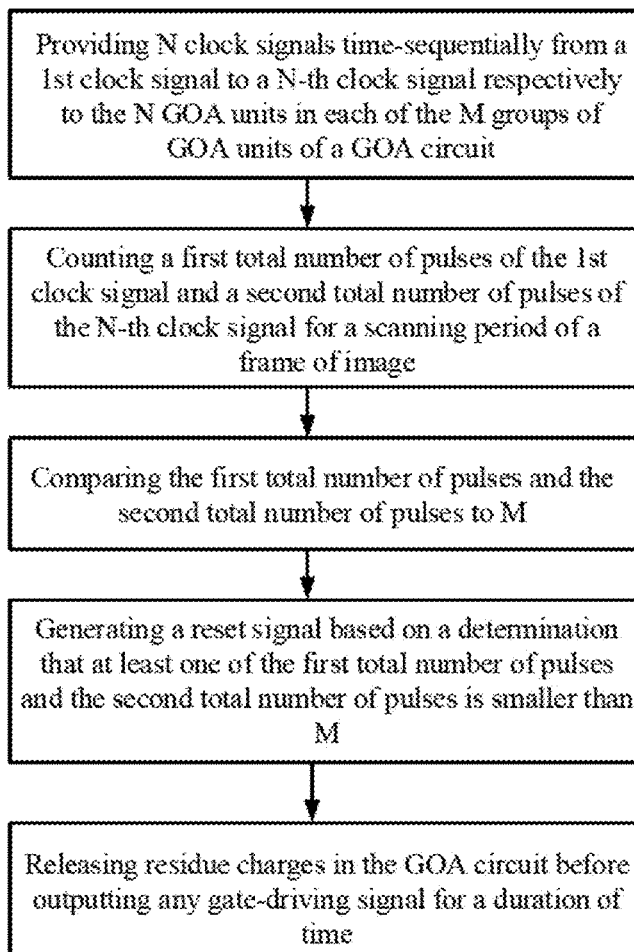 Providing N clock signals time-sequentially from a
1st clock signal to a N-th clock signal respectively
to the N GOA units in each of the M groups of
GOA units of a GOA circuit
Counting a first total number of pulses of the 1st
clock signal and a second total number of pulses of
the N-th clock signal for a scanning period of a
frame of image
Comparing the first total number of pulses and the
second total number of pulses to M
Generating a reset signal based on a determination
that at least one of the first total number of pulses
and the second total number of pulses is smaller than
M
Releasing residue charges in the GOA circuit before
outputting any gate-driving signal for a duration of
time